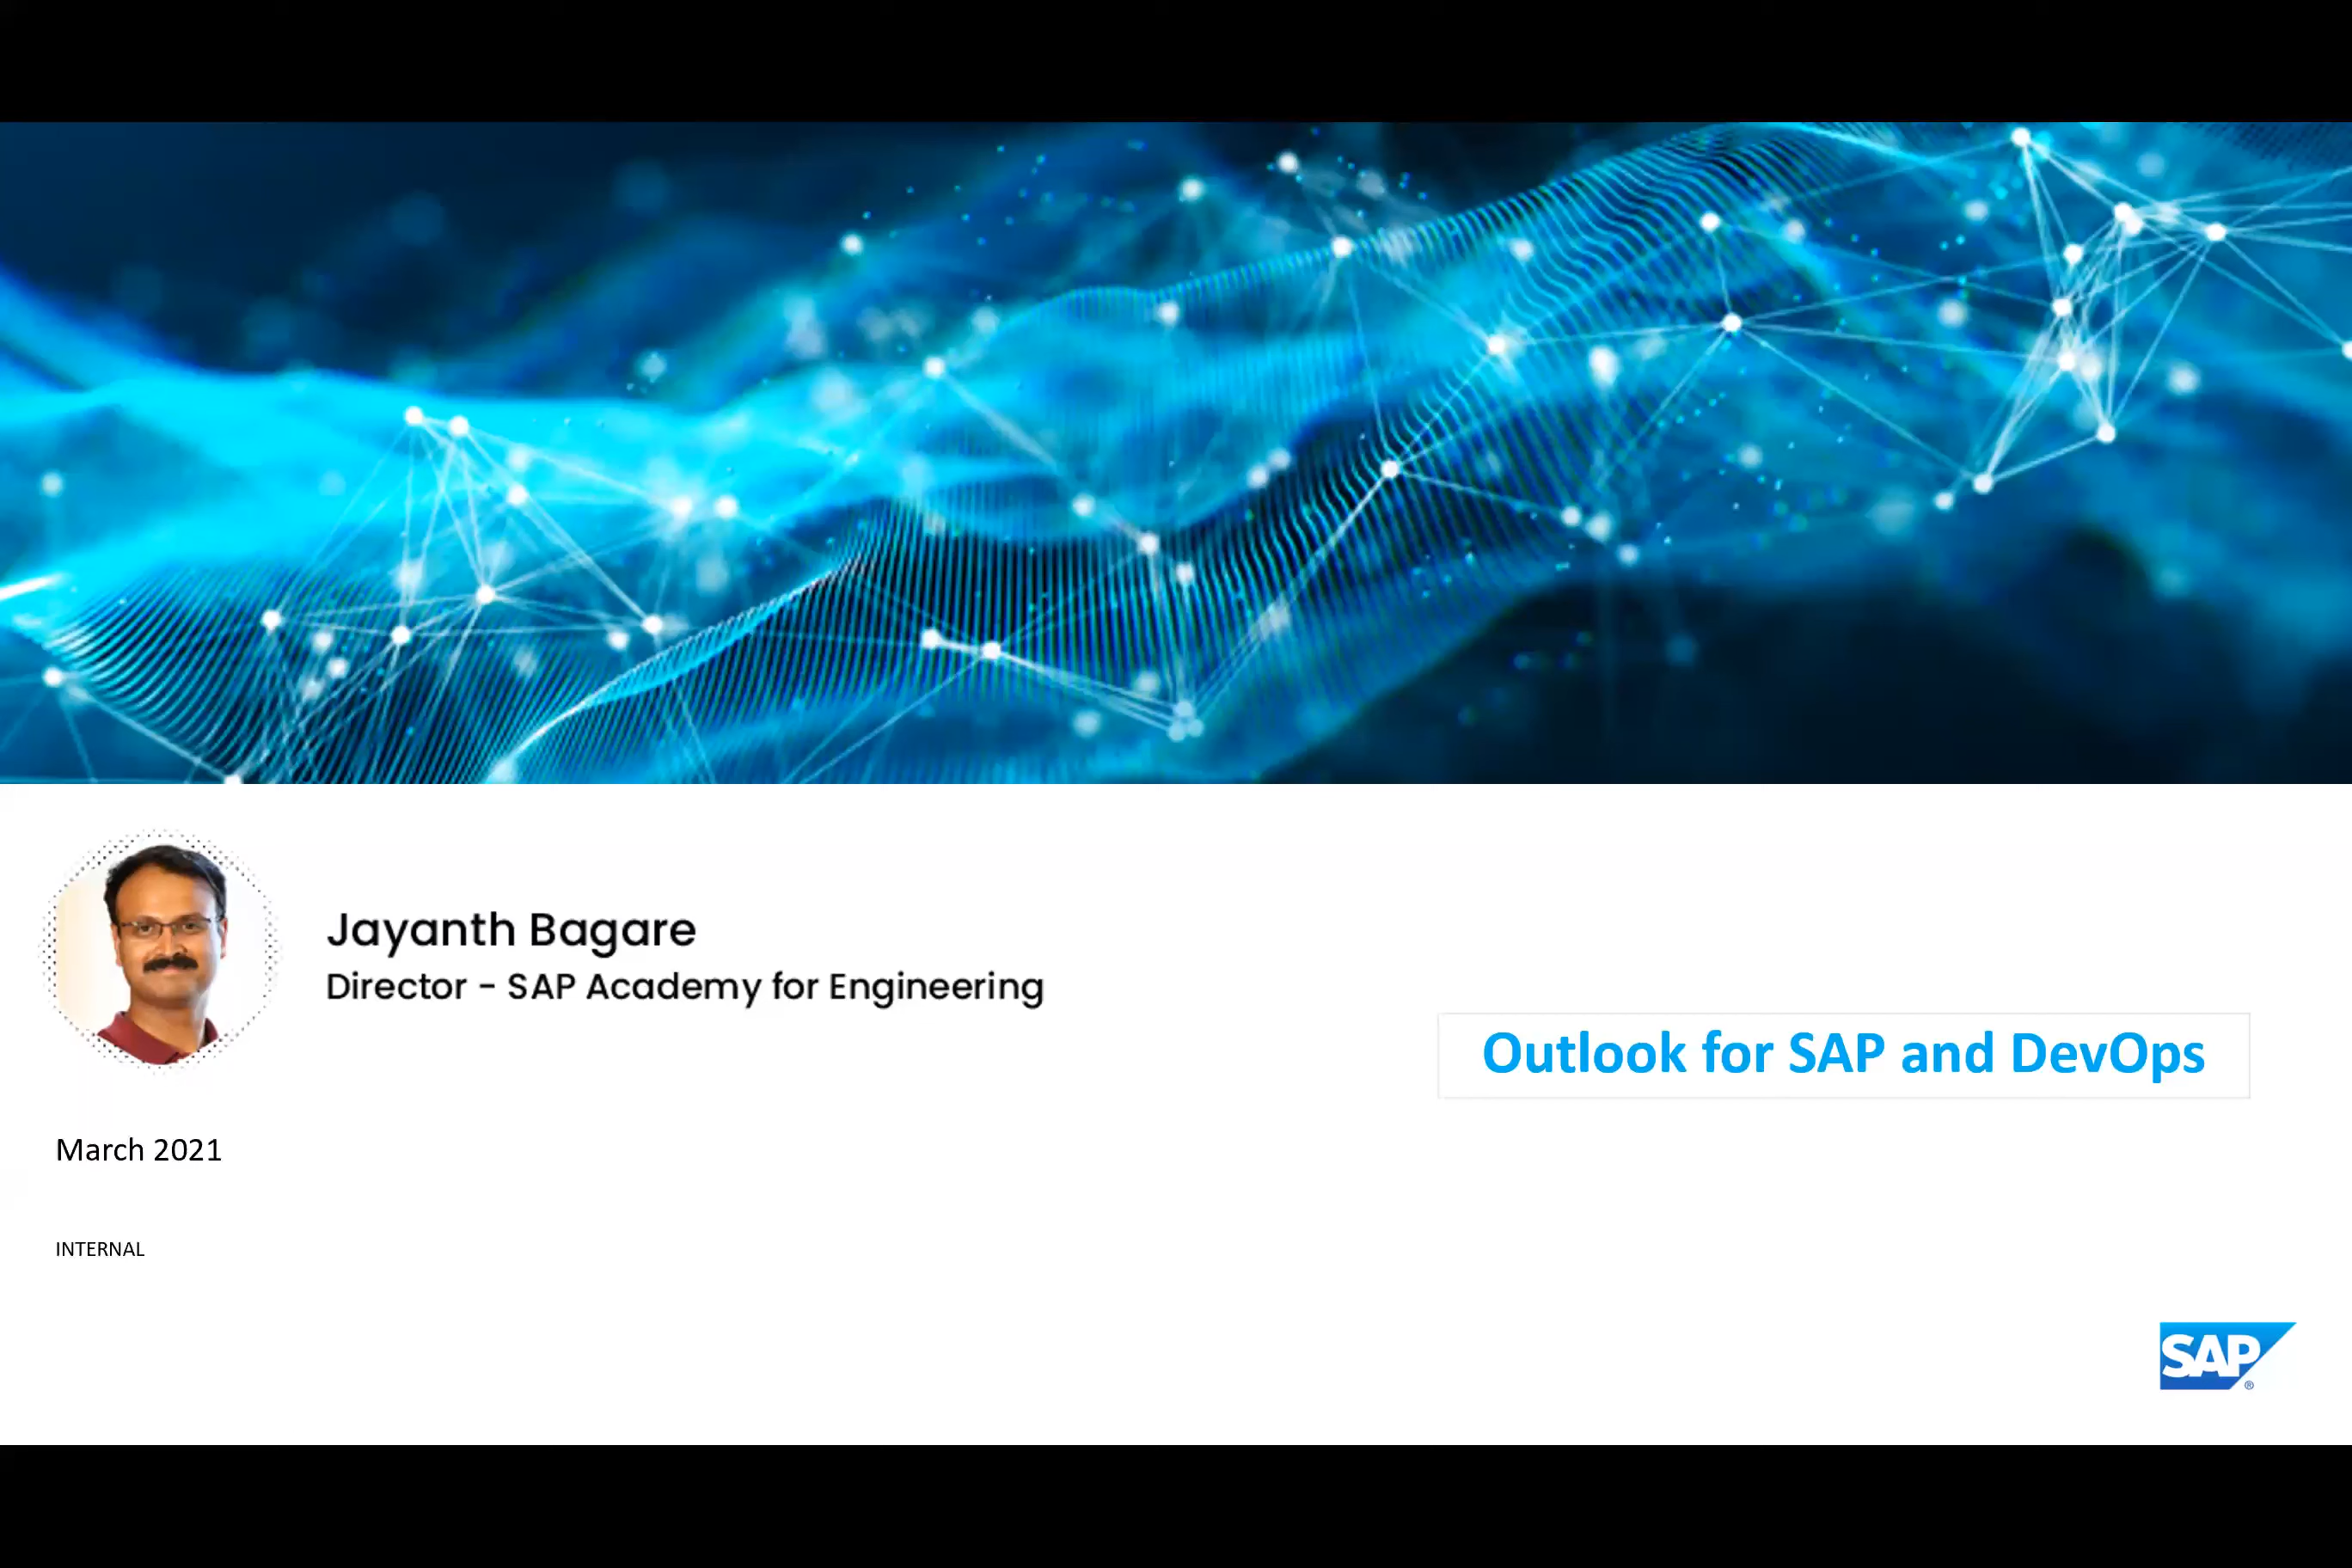 Jayanth Bagare
Director - SAP Academy for Engineering
Outlook for SAP and DevOps
March 2021
INTERNAL
SAP®